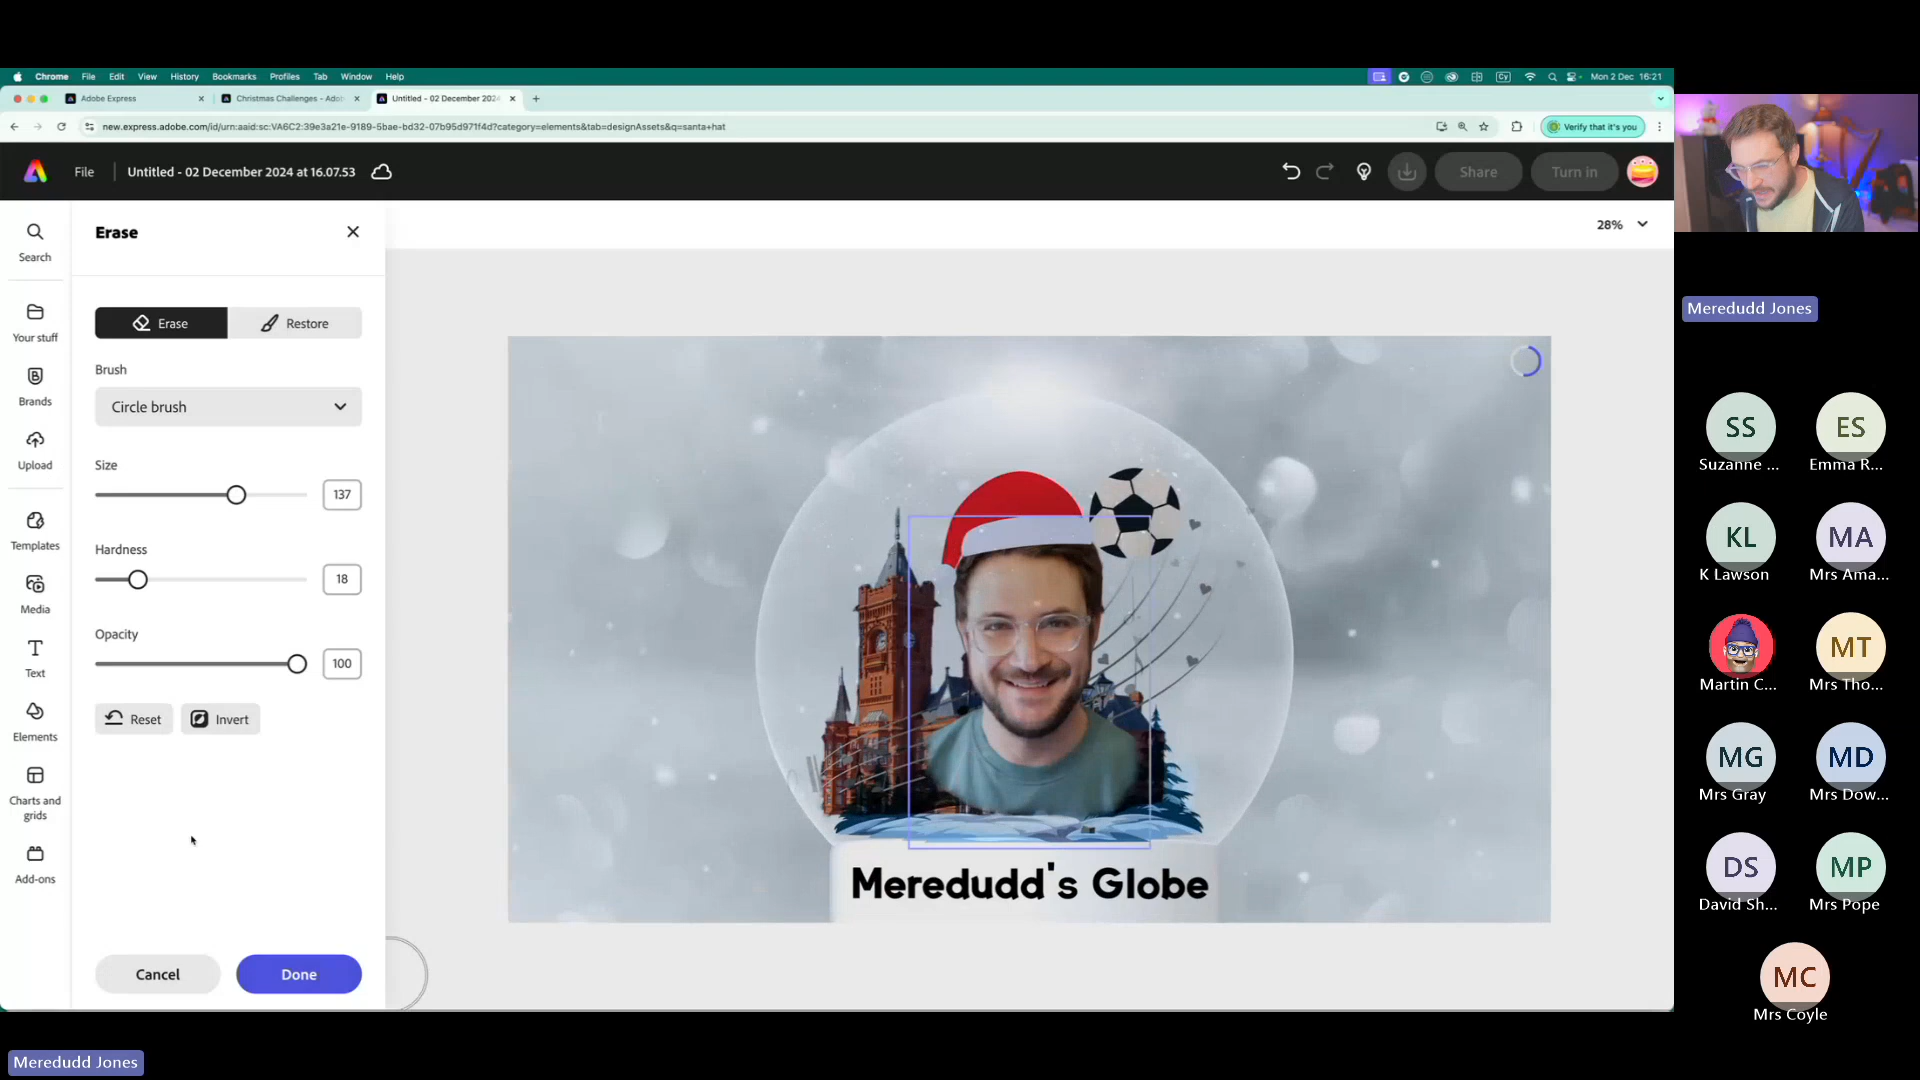 Chrome File Edit View History Bookmarks Profiles Tab Window Help
Cy
Mon 2 Dec 16:21
Adobe Express
Christmas Challenges - Ado
Untitled - 02 December 2024
new.express.adobe.com/id/urn:aaid:sc:VA6C2:39e3a21e-9189-5bae-bd32-07b95d971f4d?category=elements&tab=designAssets&q=santa+hat
Verify that it's you
File
Untitled - 02 December 2024 at 16.07.53
Share
Turn in
Search
Your stuff
Brands
Upload
Templates
Media
Text
Elements
Charts and
grids
Add-ons
Erase
28%
Erase
Restore
Brush
Circle brush
Size
137
Hardness
18
Opacity
100
Reset
Invert
Cancel
Done
Meredudd's Globe
Meredudd Jones
SS
Suzanne ...
ES
Emma R...
KL
K Lawson
MA
Mrs Ama...
Martin C...
MT
Mrs Tho...
MG
Mrs Gray
MD
Mrs Dow...
DS
David Sh...
MP
Mrs Pope
MC
Mrs Coyle
Meredudd Jones